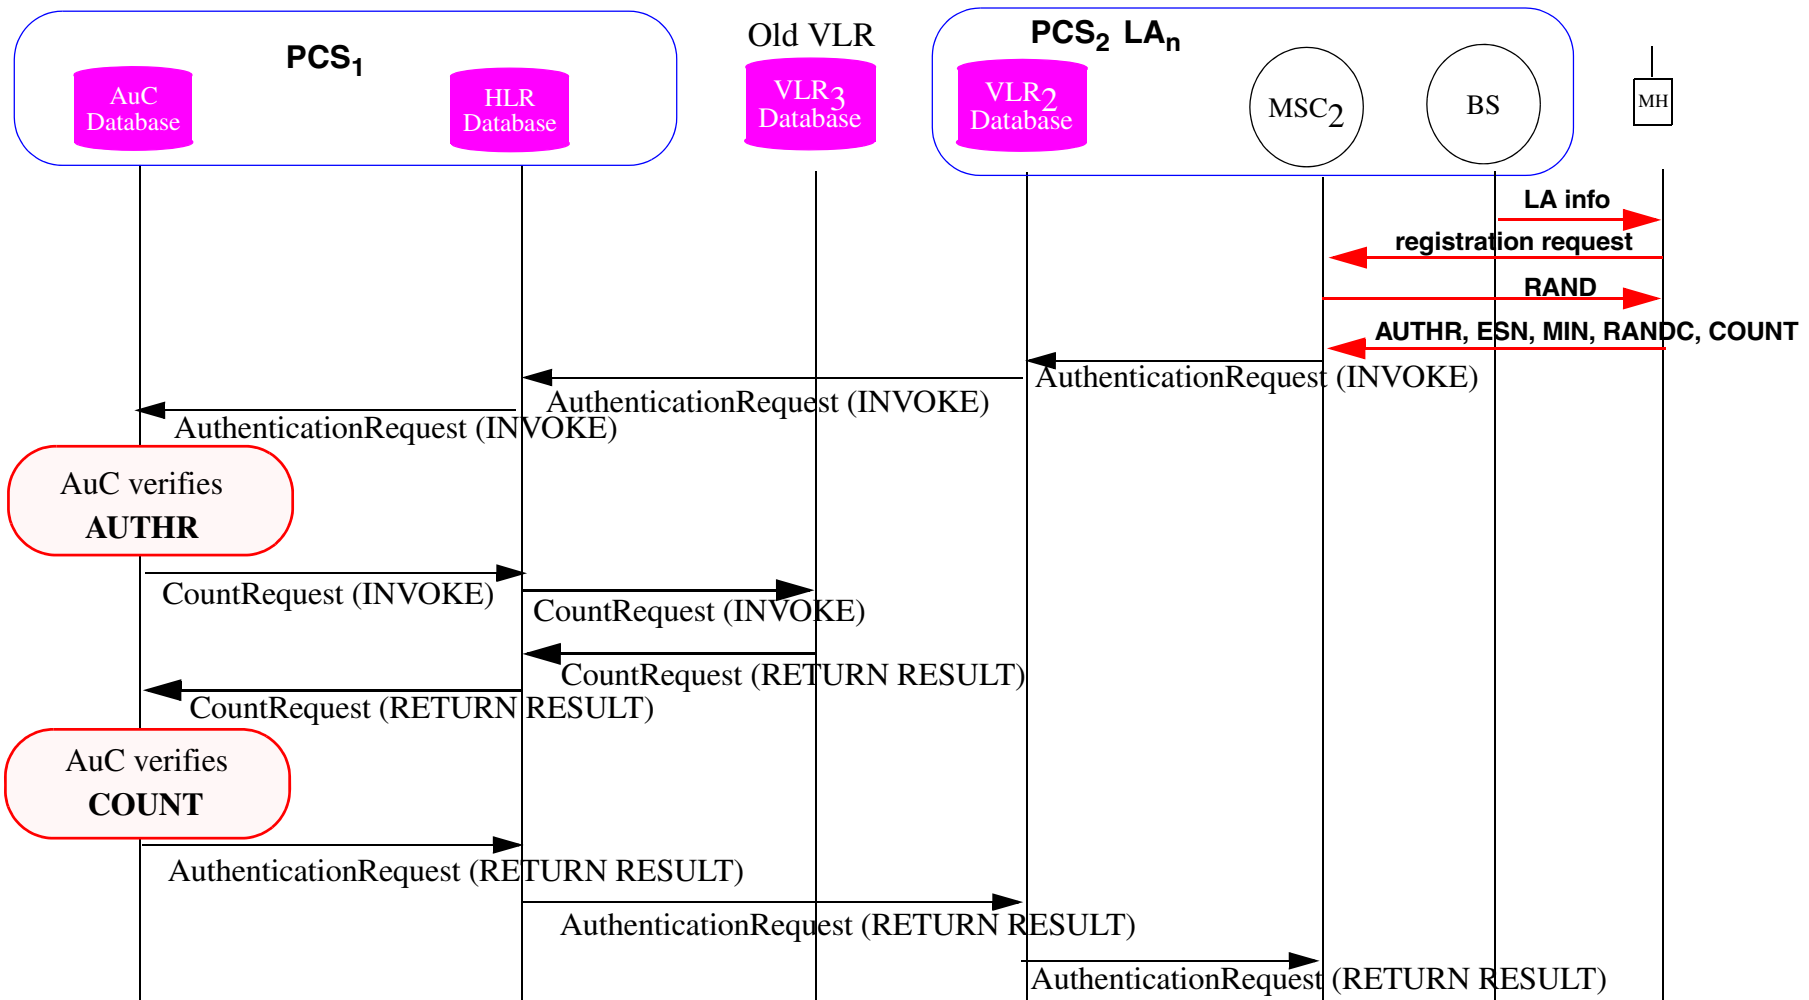 PCS1
Old VLR
PCS2 LAn
AuC
Database
HLR
Database
VLR3
Database
VLR2
Database
MSC2
BS
MH
LA info
registration request
RAND
AUTHR, ESN, MIN, RANDC, COUNT
AuthenticationRequest (INVOKE)
AuthenticationRequest (INVOKE)
AuthenticationRequest (INVOKE)
AuC verifies
AUTHR
CountRequest (INVOKE)
CountRequest (INVOKE)
CountRequest (RETURN RESULT)
CountRequest (RETURN RESULT)
AuC verifies
COUNT
AuthenticationRequest (RETURN RESULT)
AuthenticationRequest (RETURN RESULT)
AuthenticationRequest (RETURN RESULT)